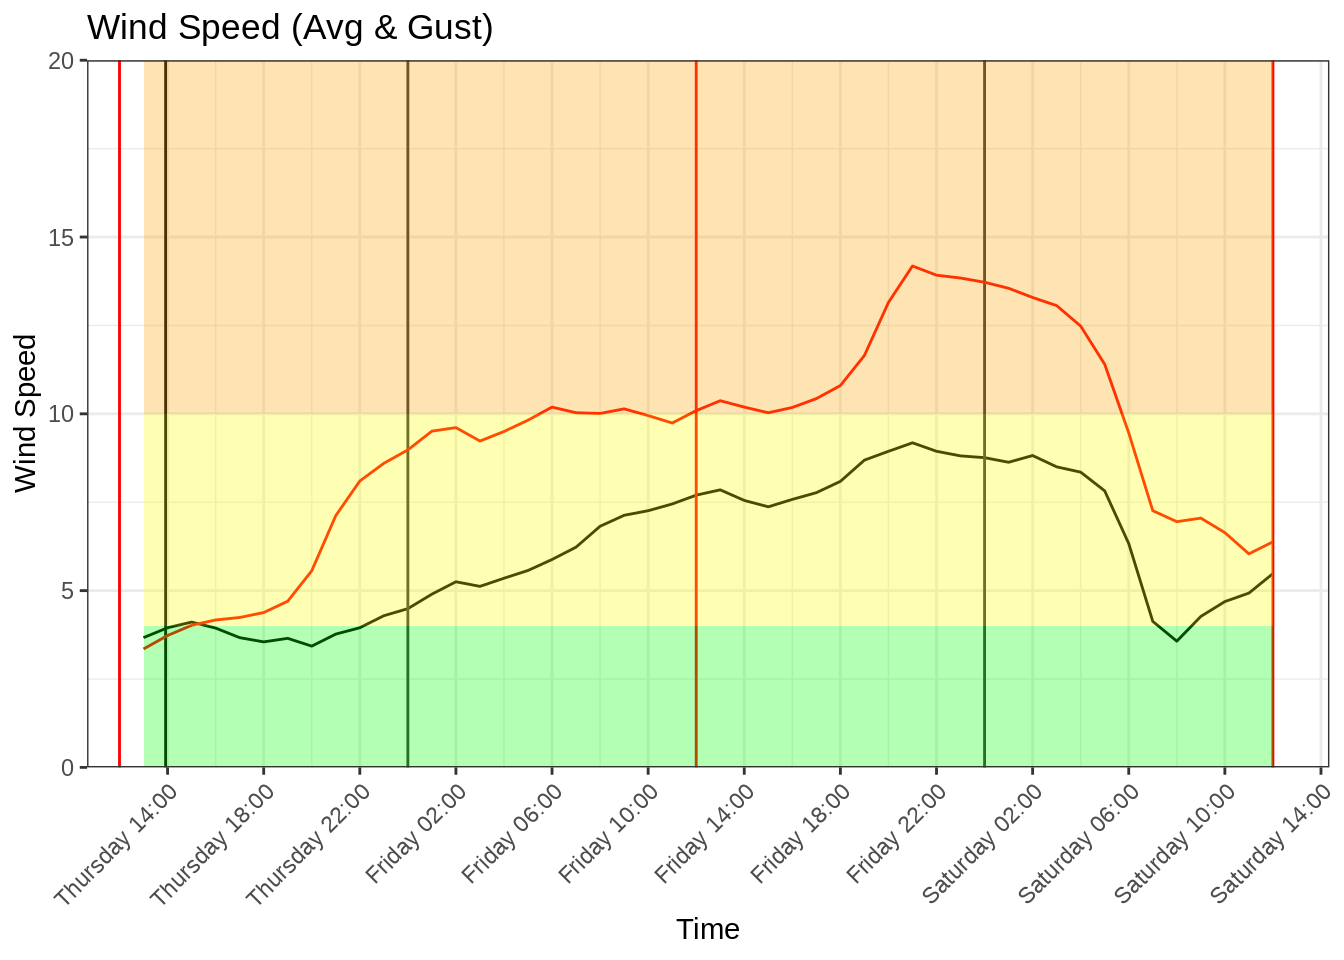 Wind Speed (Avg & Gust)
20
15
10
5
0
Wind Speed
Thursday 14:00
Thursday 18:00
Thursday 22:00
Friday 02:00
Friday 06:00
Friday 10:00
Friday 14:00
Friday 18:00
Friday 22:00
Saturday 02:00
Saturday 06:00
Saturday 10:00
Saturday 14:00
Time